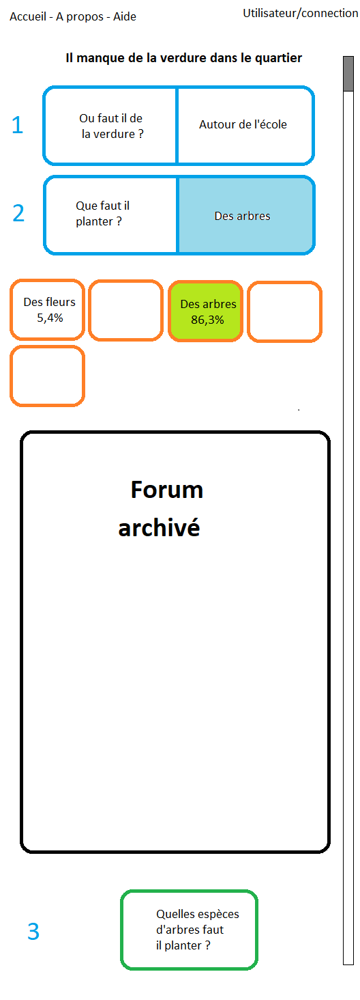 Accueil - A propos - Aide
Utilisateur/connection
Il manque de la verdure dans le quartier
1
Ou faut il de
la verdure ?
Autour de l'école
2
Que faut il
planter ?
Des arbres
Des fleurs
5,4%
Des arbres
86,3%
Forum
archivé
3
Quelles espèces
d'arbres faut
il planter ?